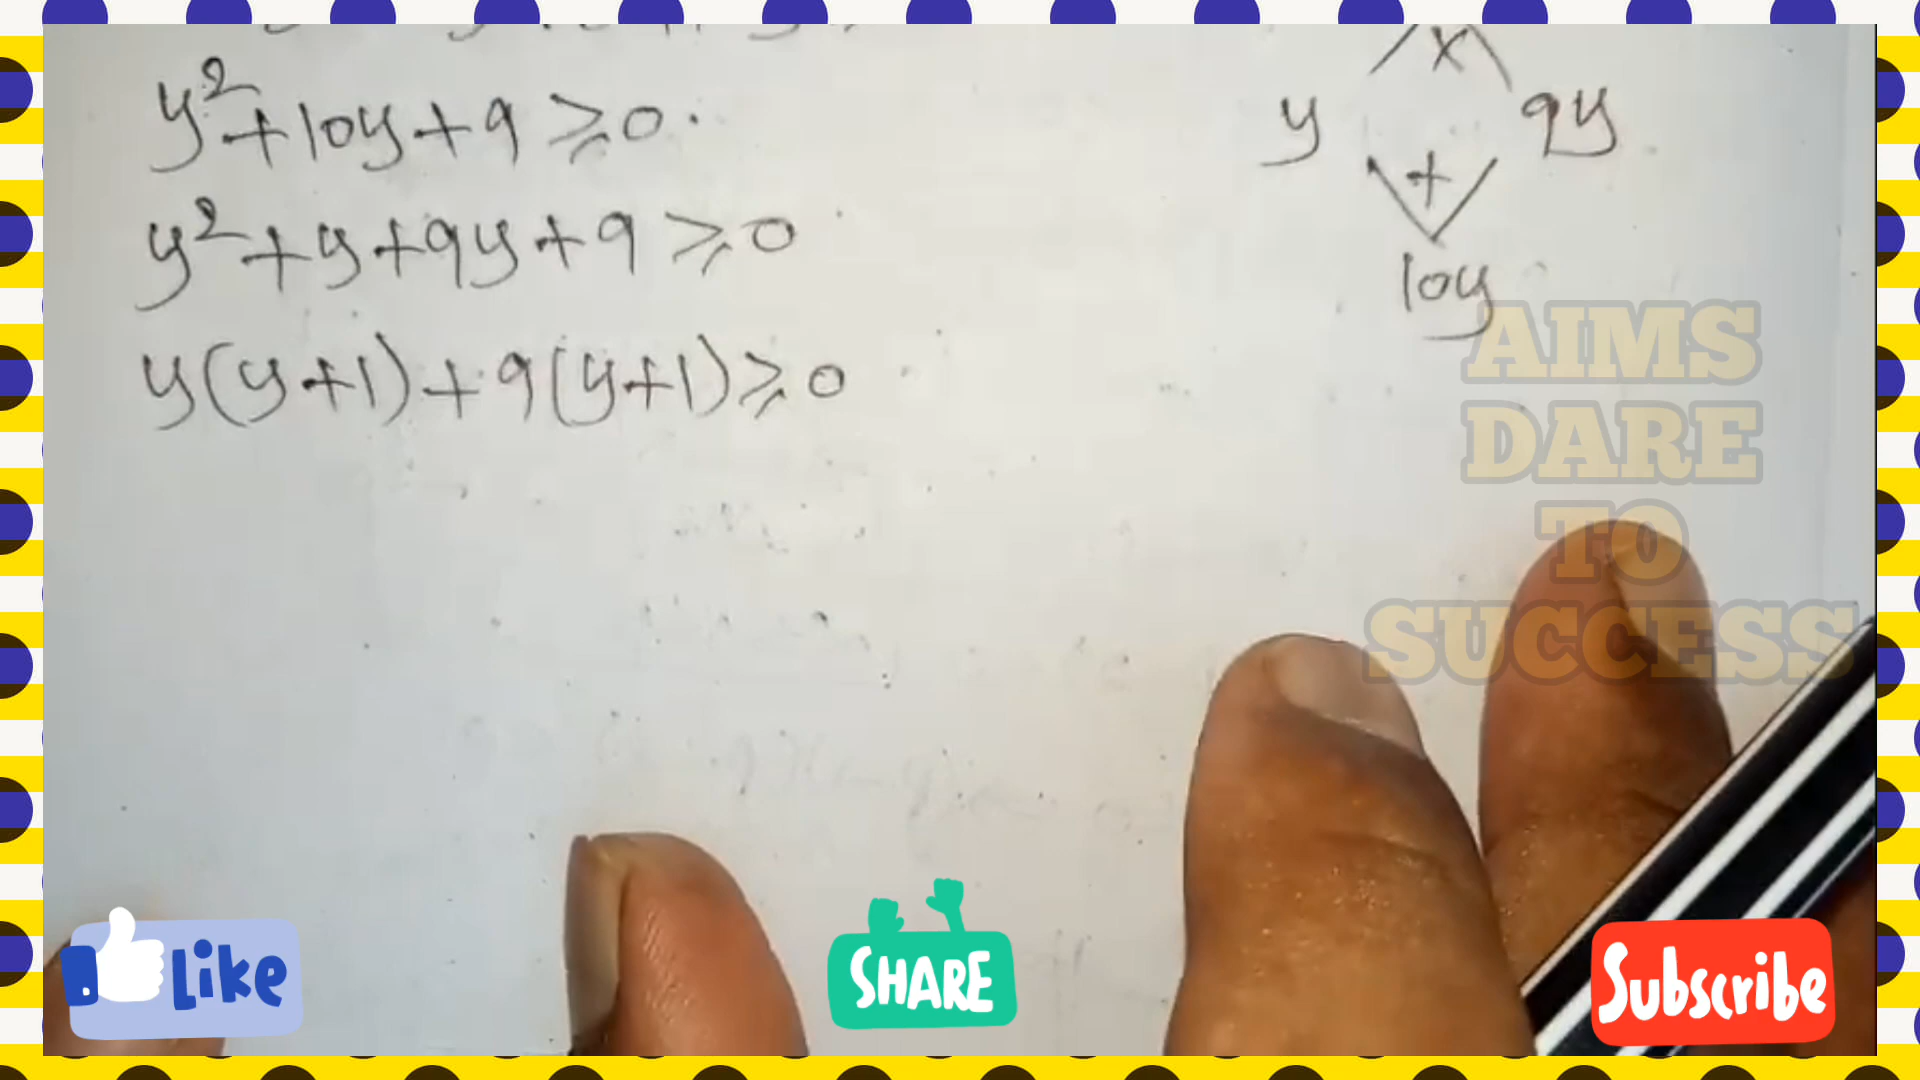 x
y 9y
+
10y
y²+10y+9 ≥0.
y²+y+9y+9 ≥0
y(y+1)+9(y+1)≥0
AIMS
DARE
TO
SUCCESS
Like
SHARE
Subscribe